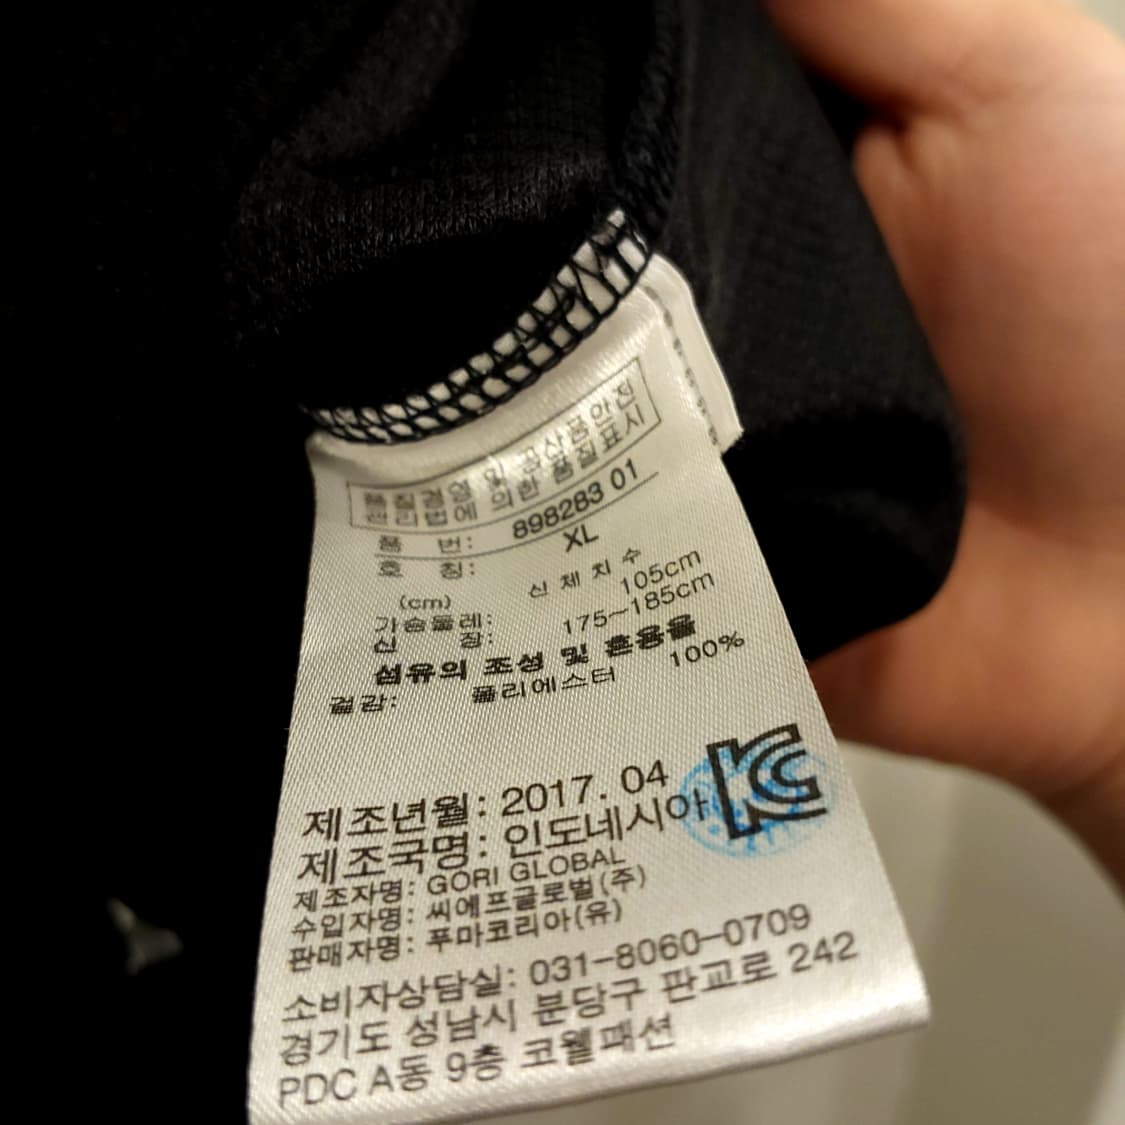 품질경영 및 공산품안전
관리법에 의한 품질표시
품 번: 898283 01
호 칭: XL
(cm) 신체치수
가슴둘레: 105cm
신 장: 175~185cm
섬유의 조성 및 혼용율
겉감: 폴리에스터 100%
제조년월: 2017. 04
제조국명: 인도네시아
KC
제조자명: GORI GLOBAL
수입자명: 씨에프글로벌(주)
판매자명: 푸마코리아(유)
소비자상담실: 031-8060-0709
경기도 성남시 분당구 판교로 242
PDC A동 9층 코웰패션